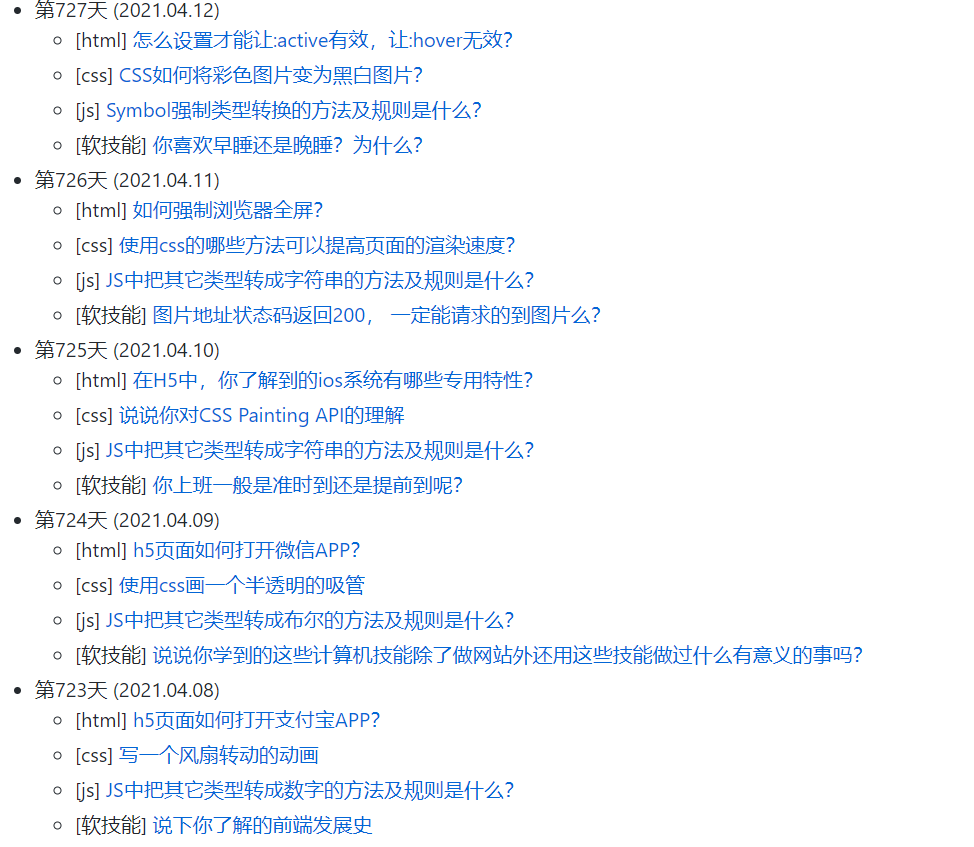 第727天 (2021.04.12)
[html] 怎么设置才能让:active有效，让:hover无效？
[css] CSS如何将彩色图片变为黑白图片？
[js] Symbol强制类型转换的方法及规则是什么？
[软技能] 你喜欢早睡还是晚睡？为什么？
第726天 (2021.04.11)
[html] 如何强制浏览器全屏？
[css] 使用css的哪些方法可以提高页面的渲染速度？
[js] JS中把其它类型转成字符串的方法及规则是什么？
[软技能] 图片地址状态码返回200， 一定能请求的到图片么？
第725天 (2021.04.10)
[html] 在H5中，你了解到的ios系统有哪些专用特性？
[css] 说说你对CSS Painting API的理解
[js] JS中把其它类型转成字符串的方法及规则是什么？
[软技能] 你上班一般是准时到还是提前到呢？
第724天 (2021.04.09)
[html] h5页面如何打开微信APP？
[css] 使用css画一个半透明的吸管
[js] JS中把其它类型转成布尔的方法及规则是什么？
[软技能] 说说你学到的这些计算机技能除了做网站外还用这些技能做过什么有意义的事吗？
第723天 (2021.04.08)
[html] h5页面如何打开支付宝APP？
[css] 写一个风扇转动的动画
[js] JS中把其它类型转成数字的方法及规则是什么？
[软技能] 说下你了解的前端发展史